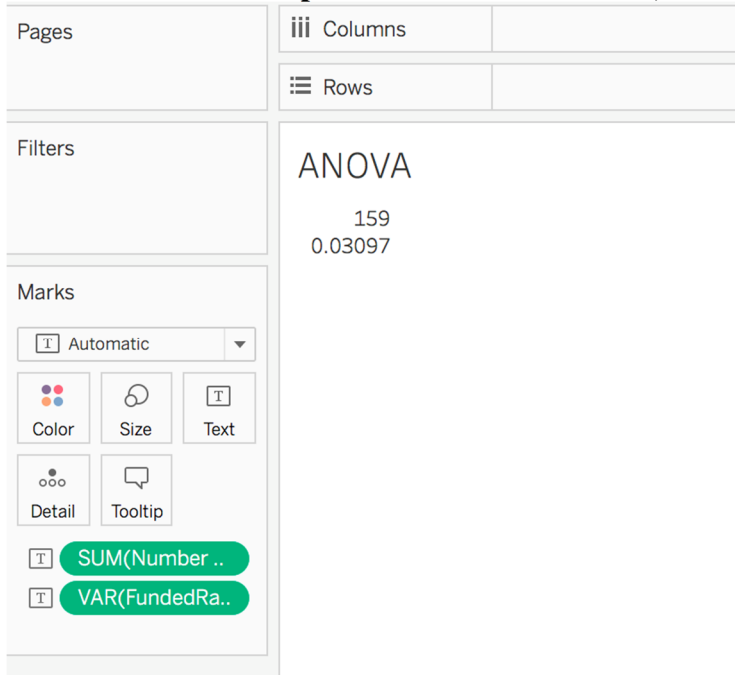 Pages
Columns
Rows
Filters
ANOVA
159
0.03097
Marks
T Automatic
Color
Size
T
Text
Detail
Tooltip
T SUM(Number ..
T VAR(FundedRa..